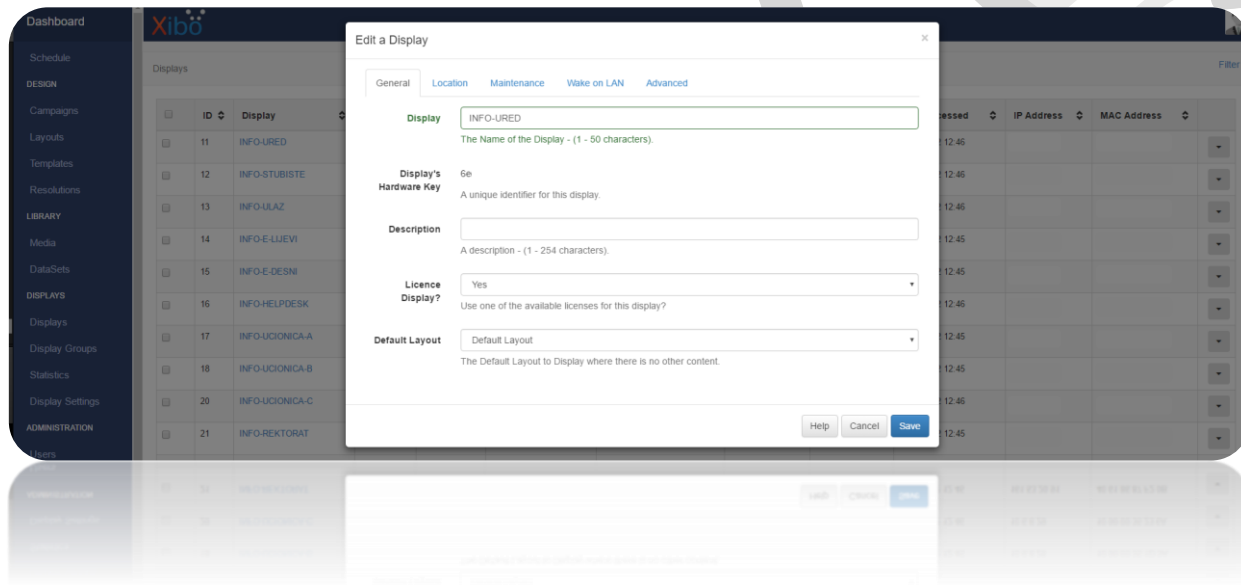 Dashboard
Xibo
Schedule
DESIGN
Campaigns
Layouts
Templates
Resolutions
LIBRARY
Media
DataSets
DISPLAYS
Displays
Display Groups
Statistics
Display Settings
ADMINISTRATION
Users
Displays
Filter
ID Display IP Address MAC Address
11 INFO-URED 12:46
12 INFO-STUBISTE 12:46
13 INFO-ULAZ 12:46
14 INFO-E-LIJEVI 12:45
15 INFO-E-DESNI 12:45
16 INFO-HELPDESK 12:46
17 INFO-UCIONICA-A 12:45
18 INFO-UCIONICA-B 12:45
20 INFO-UCIONICA-C 12:46
21 INFO-REKTORAT 12:45
Edit a Display ×
General Location Maintenance Wake on LAN Advanced
Display INFO-URED
The Name of the Display - (1 - 50 characters).
Display's
Hardware Key
A unique identifier for this display.
Description
A description - (1 - 254 characters).
Licence
Display?
Yes
Use one of the available licenses for this display?
Default Layout Default Layout
The Default Layout to Display where there is no other content.
Help Cancel Save